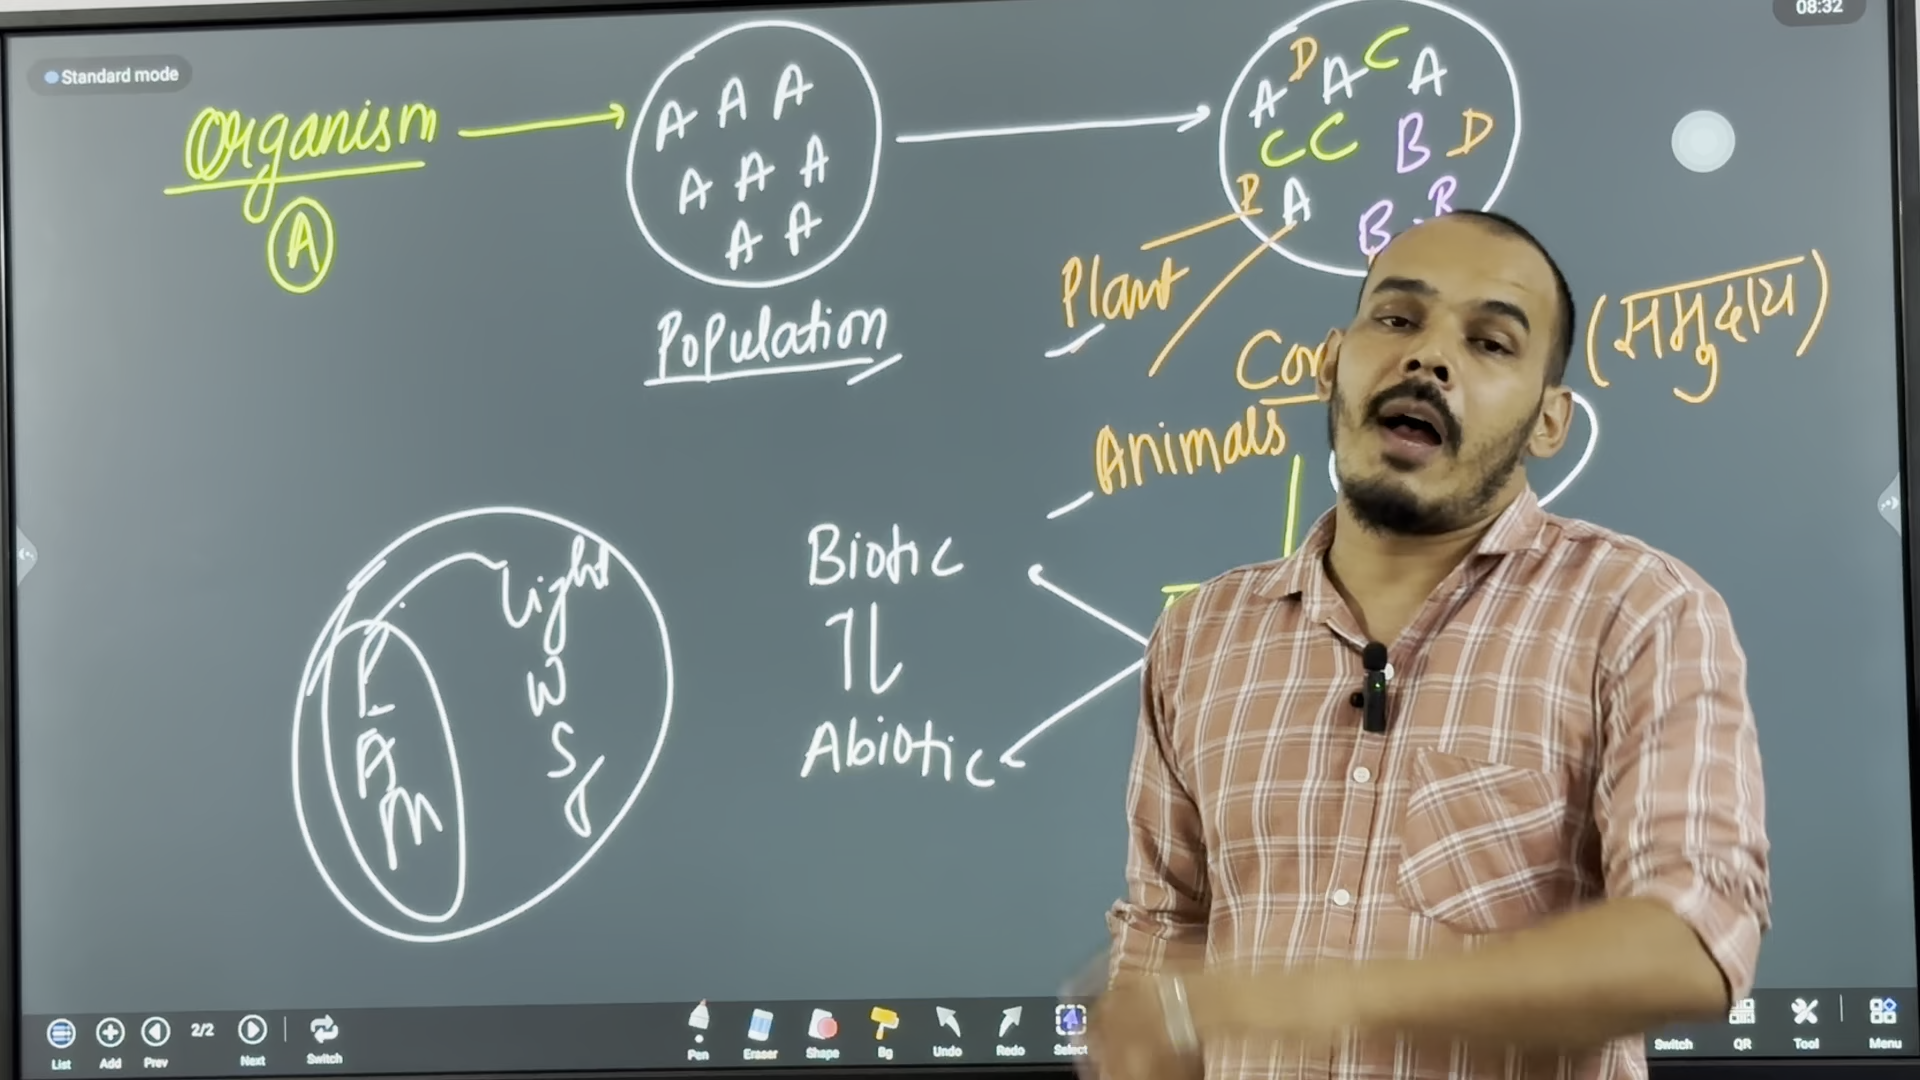 08:32
Standard mode
Organism
A
A A A
A A A
A A
Population
D C
A A A
C C B D
A
B B
Plant
(समुदाय)
Animals
Biotic
Abiotic
Light
W
S
P
A
M
List
Add
Prev
2/2
Next
Switch
Pen
Eraser
Shape
Bg
Undo
Redo
Select
Switch
QR
Tool
Menu